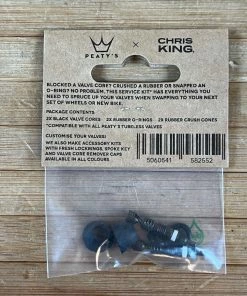 PEATY'S
×
CHRIS
KING.
BLOCKED A VALVE CORE? CRUSHED A RUBBER OR SNAPPED AN
O-RING? NO PROBLEM. THIS SERVICE KIT* HAS EVERYTHING YOU
NEED TO SPRUCE UP YOUR VALVES WHEN SWAPPING TO YOUR NEXT
SET OF WHEELS OR NEW BIKE.
PACKAGE CONTENTS:
2X BLACK VALVE CORES 2X RUBBER O-RINGS 2X RUBBER CRUSH CONES
*COMPATIBLE WITH ALL PEATY'S TUBELESS VALVES
CUSTOMISE YOUR VALVES!
WE ALSO MAKE ACCESSORY KITS
WITH FRESH LOCKRINGS, SPOKE KEY
AND VALVE CORE REMOVER CAPS
AVAILABLE IN ALL COLOURS
5060541 582552